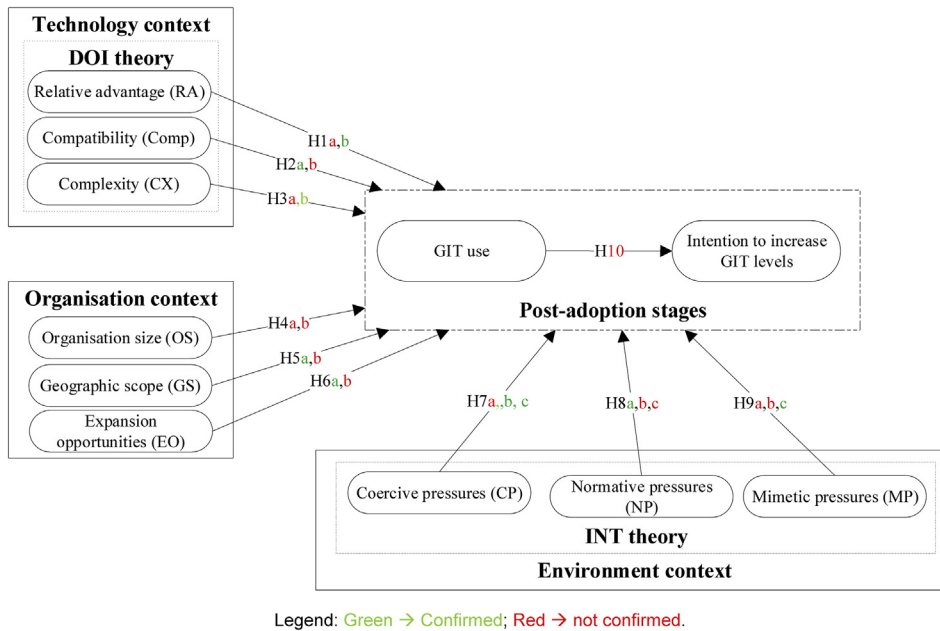 Technology context
DOI theory
Relative advantage (RA)
Compatibility (Comp)
Complexity (CX)
H1a,b
H2a,b
H3a,b
GIT use
H10
Intention to increase
GIT levels
Post-adoption stages
Organisation context
Organisation size (OS)
Geographic scope (GS)
Expansion
opportunities (EO)
H4a,b
H5a,b
H6a,b
H7a,,b, c
H8a,b,c
H9a,b,c
Coercive pressures (CP)
Normative pressures
(NP)
Mimetic pressures (MP)
INT theory
Environment context
Legend: Green → Confirmed; Red → not confirmed.